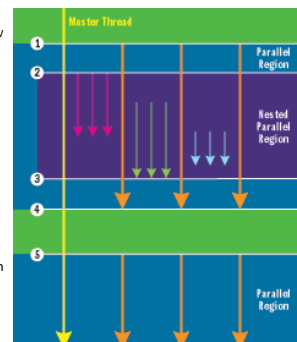 Master Thread
1
Parallel
Region
2
Nested
Parallel
Region
3
4
5
Parallel
Region